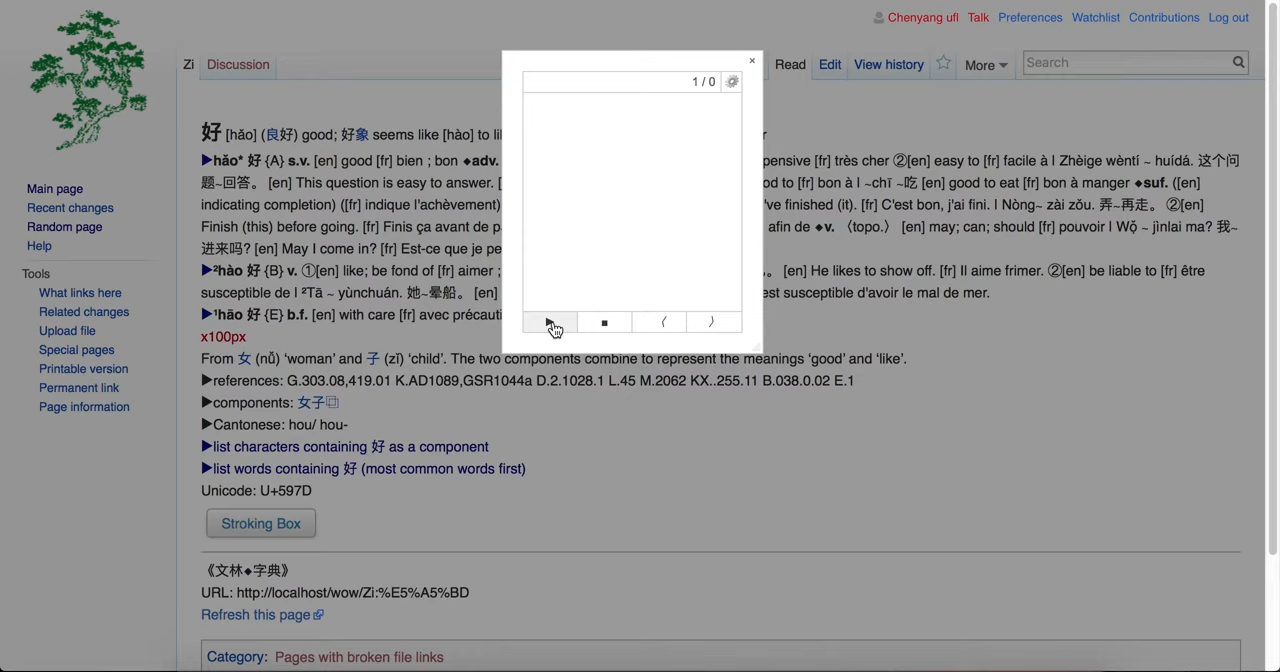 Chenyang ufl Talk Preferences Watchlist Contributions Log out
Zi Discussion Read Edit View history More Search
×
1 / 0
好 [hǎo] (良好) good; 好象 seems like [hào] to li
▶hǎo* 好 {A} s.v. [en] good [fr] bien ; bon ◆adv. pensive [fr] très cher ②[en] easy to [fr] facile à | Zhèige wèntí ~ huídá. 这个问
题~回答。 [en] This question is easy to answer. [ od to [fr] bon à | ~chī ~吃 [en] good to eat [fr] bon à manger ◆suf. ([en]
indicating completion) ([fr] indique l'achèvement) 've finished (it). [fr] C'est bon, j'ai fini. | Nòng~ zài zǒu. 弄~再走。 ②[en]
Finish (this) before going. [fr] Finis ça avant de p afin de ◆v. 〈topo.〉 [en] may; can; should [fr] pouvoir | Wǒ ~ jìnlai ma? 我~
进来吗? [en] May I come in? [fr] Est-ce que je pe
▶²hào 好 {B} v. ①[en] like; be fond of [fr] aimer ; [en] He likes to show off. [fr] Il aime frimer. ②[en] be liable to [fr] être
susceptible de | ²Tā ~ yùnchuán. 她~晕船。 [en] est susceptible d'avoir le mal de mer.
▶¹hāo 好 {E} b.f. [en] with care [fr] avec précauti
x100px
From 女 (nǚ) ‘woman’ and 子 (zǐ) ‘child’. The two components combine to represent the meanings ‘good’ and ‘like’.
▶references: G.303.08,419.01 K.AD1089,GSR1044a D.2.1028.1 L.45 M.2062 KX..255.11 B.038.0.02 E.1
▶components: 女子⿰
▶Cantonese: hou/ hou-
▶list characters containing 好 as a component
▶list words containing 好 (most common words first)
Unicode: U+597D
Stroking Box
《文林◆字典》
URL: http://localhost/wow/Zi:%E5%A5%BD
Refresh this page
Category: Pages with broken file links
Main page
Recent changes
Random page
Help
Tools
What links here
Related changes
Upload file
Special pages
Printable version
Permanent link
Page information